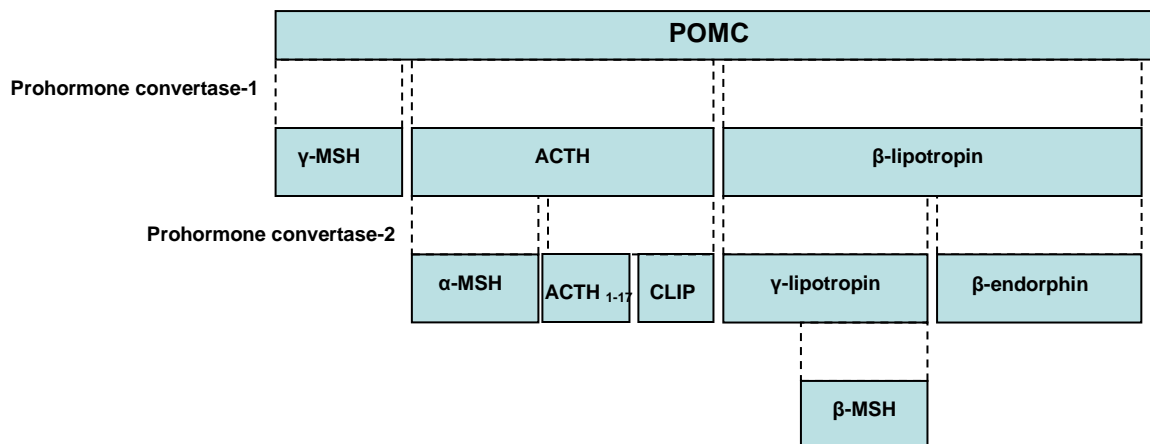 POMC
Prohormone convertase-1
γ-MSH
ACTH
β-lipotropin
Prohormone convertase-2
α-MSH
ACTH 1-17
CLIP
γ-lipotropin
β-endorphin
β-MSH